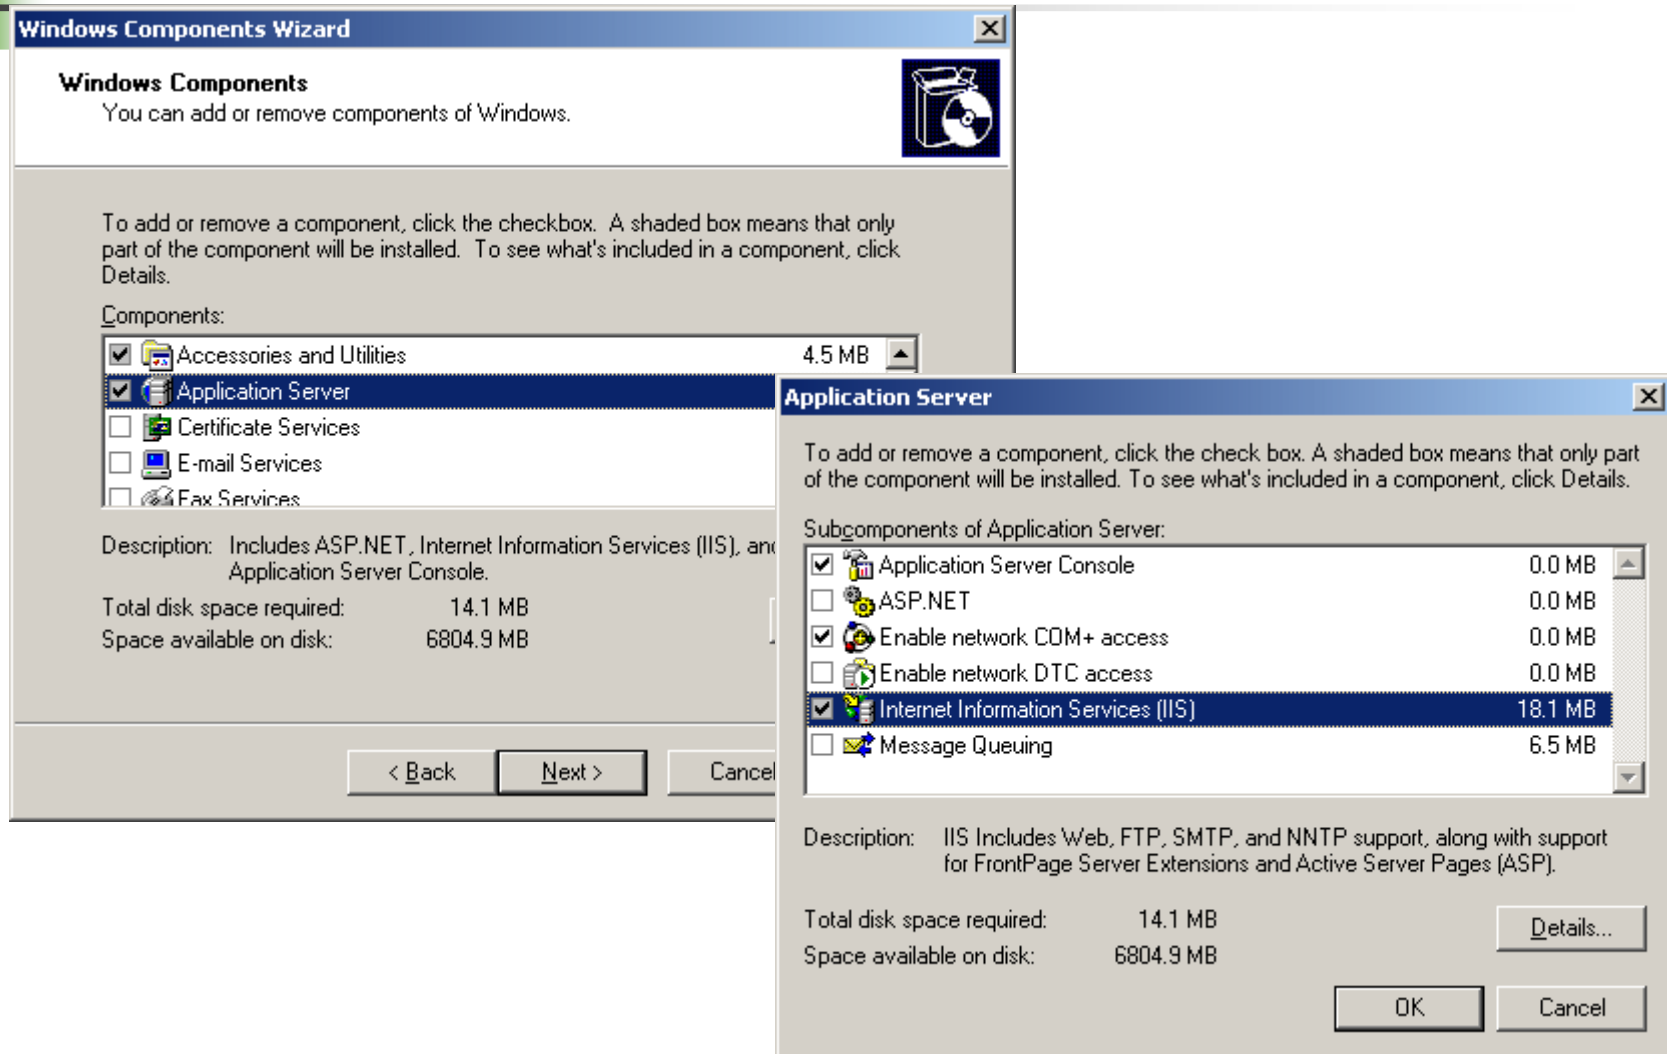 Windows Components Wizard
Windows Components
You can add or remove components of Windows.
To add or remove a component, click the checkbox. A shaded box means that only
part of the component will be installed. To see what's included in a component, click
Details.
Components:
Accessories and Utilities 4.5 MB
Application Server
Certificate Services
E-mail Services
Fax Services
Description: Includes ASP.NET, Internet Information Services (IIS), and
Application Server Console.
Total disk space required: 14.1 MB
Space available on disk: 6804.9 MB
< Back Next > Cancel
Application Server
To add or remove a component, click the check box. A shaded box means that only part
of the component will be installed. To see what's included in a component, click Details.
Subcomponents of Application Server:
Application Server Console 0.0 MB
ASP.NET 0.0 MB
Enable network COM+ access 0.0 MB
Enable network DTC access 0.0 MB
Internet Information Services (IIS) 18.1 MB
Message Queuing 6.5 MB
Description: IIS Includes Web, FTP, SMTP, and NNTP support, along with support
for FrontPage Server Extensions and Active Server Pages (ASP).
Total disk space required: 14.1 MB
Space available on disk: 6804.9 MB
Details...
OK Cancel